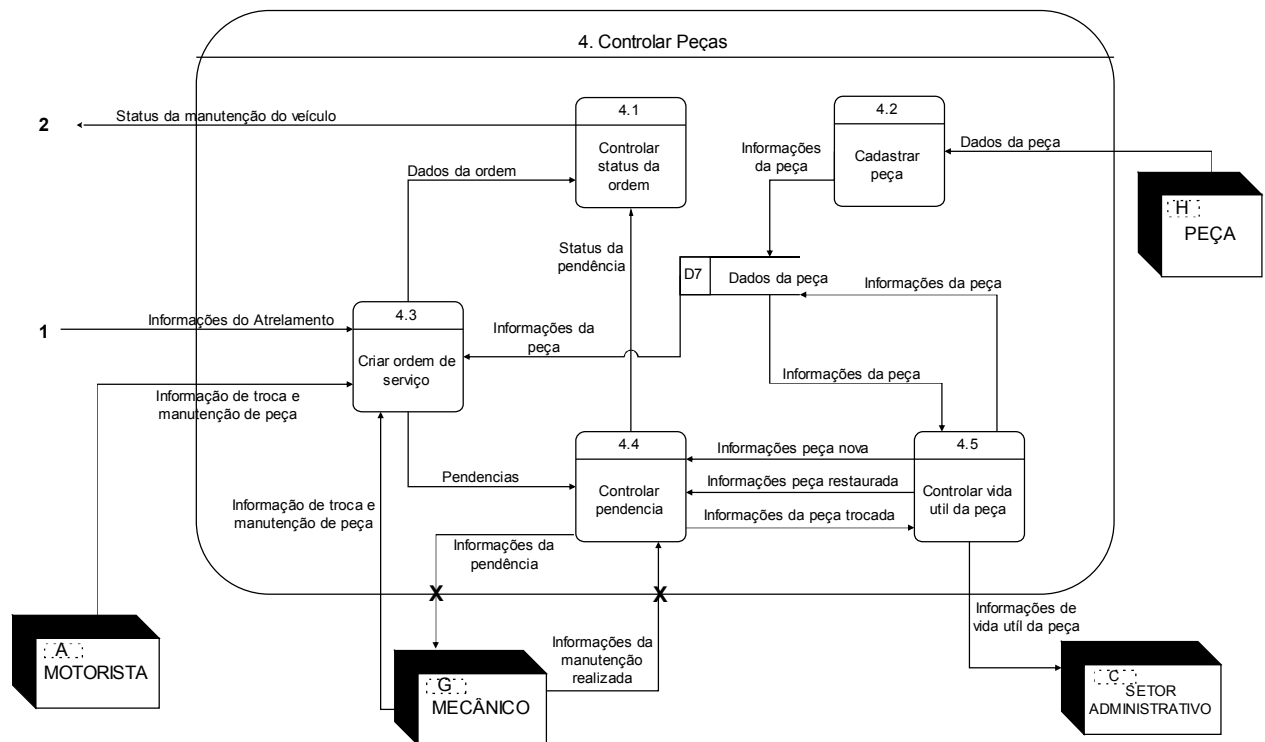 4. Controlar Peças
2
Status da manutenção do veículo
4.1
Controlar
status da
ordem
4.2
Cadastrar
peça
Informações
da peça
Dados da peça
H
PEÇA
Dados da ordem
Status da
pendência
D7
Dados da peça
Informações da peça
1
Informações do Atrelamento
4.3
Criar ordem de
serviço
Informações da
peça
Informações da peça
Informação de troca e
manutenção de peça
4.4
Controlar
pendencia
Informações peça nova
Informações peça restaurada
Informações da peça trocada
4.5
Controlar vida
util da peça
Pendencias
Informação de troca e
manutenção de peça
Informações da
pendência
X
X
Informações de
vida utíl da peça
Informações da
manutenção
realizada
A
MOTORISTA
G
MECÂNICO
C
SETOR
ADMINISTRATIVO